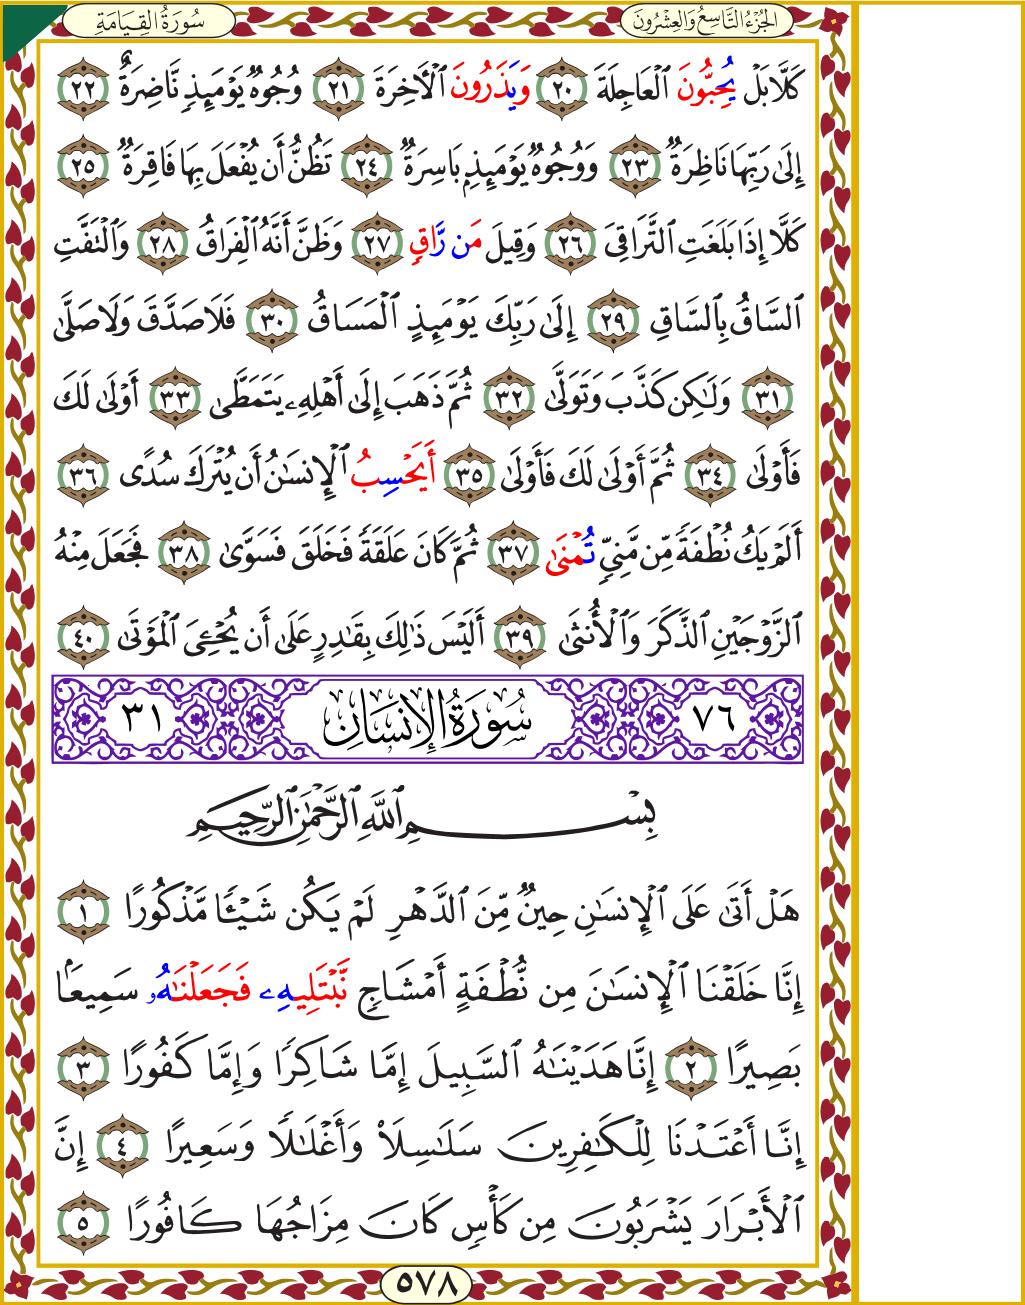 الجُزْءُ التَّاسِعُ وَالعِشْرُونَ
سُورَةُ القِيَامَةِ
كَلَّا بَلْ يُحِبُّونَ ٱلْعَاجِلَةَ ٢٠ وَيَذَرُونَ ٱلْأَخِرَةَ ٢١ وُجُوهٌ يَوْمَئِذٍ نَّاضِرَةٌ ٢٢
إِلَىٰ رَبِّهَا نَاظِرَةٌ ٢٣ وَوُجُوهٌ يَوْمَئِذٍ بَاسِرَةٌ ٢٤ تَظُنُّ أَن يُفْعَلَ بِهَا فَاقِرَةٌ ٢٥
كَلَّا إِذَا بَلَغَتِ ٱلتَّرَاقِىَ ٢٦ وَقِيلَ مَن رَّاقٍ ٢٧ وَظَنَّ أَنَّهُ ٱلْفِرَاقُ ٢٨ وَٱلْتَفَّتِ
ٱلسَّاقُ بِٱلسَّاقِ ٢٩ إِلَىٰ رَبِّكَ يَوْمَئِذٍ ٱلْمَسَاقُ ٣٠ فَلَا صَدَّقَ وَلَا صَلَّىٰ
٣١ وَلَٰكِن كَذَّبَ وَتَوَلَّىٰ ٣٢ ثُمَّ ذَهَبَ إِلَىٰ أَهْلِهِۦ يَتَمَطَّىٰ ٣٣ أَوْلَىٰ لَكَ
فَأَوْلَىٰ ٣٤ ثُمَّ أَوْلَىٰ لَكَ فَأَوْلَىٰ ٣٥ أَيَحْسِبُ ٱلْإِنسَٰنُ أَن يُتْرَكَ سُدًى ٣٦
أَلَمْ يَكُ نُطْفَةً مِّن مَّنِىٍّ تُمْنَىٰ ٣٧ ثُمَّ كَانَ عَلَقَةً فَخَلَقَ فَسَوَّىٰ ٣٨ فَجَعَلَ مِنْهُ
ٱلزَّوْجَيْنِ ٱلذَّكَرَ وَٱلْأُنثَىٰ ٣٩ أَلَيْسَ ذَٰلِكَ بِقَٰدِرٍ عَلَىٰ أَن يُحْـِۧىَ ٱلْمَوْتَىٰ ٤٠
٧٦ سُورَةُ الإِنسَانِ ٣١
بِسْمِ ٱللَّهِ ٱلرَّحْمَٰنِ ٱلرَّحِيمِ
هَلْ أَتَىٰ عَلَى ٱلْإِنسَٰنِ حِينٌ مِّنَ ٱلدَّهْرِ لَمْ يَكُن شَيْـًٔا مَّذْكُورًا ١
إِنَّا خَلَقْنَا ٱلْإِنسَٰنَ مِن نُّطْفَةٍ أَمْشَاجٍ نَّبْتَلِيهِۦ فَجَعَلْنَٰهُۥ سَمِيعًۢا
بَصِيرًا ٢ إِنَّا هَدَيْنَٰهُ ٱلسَّبِيلَ إِمَّا شَاكِرًا وَإِمَّا كَفُورًا ٣
إِنَّا أَعْتَدْنَا لِلْكَٰفِرِينَ سَلَٰسِلَا۟ وَأَغْلَٰلًا وَسَعِيرًا ٤ إِنَّ
ٱلْأَبْرَارَ يَشْرَبُونَ مِن كَأْسٍ كَانَ مِزَاجُهَا كَافُورًا ٥
٥٧٨